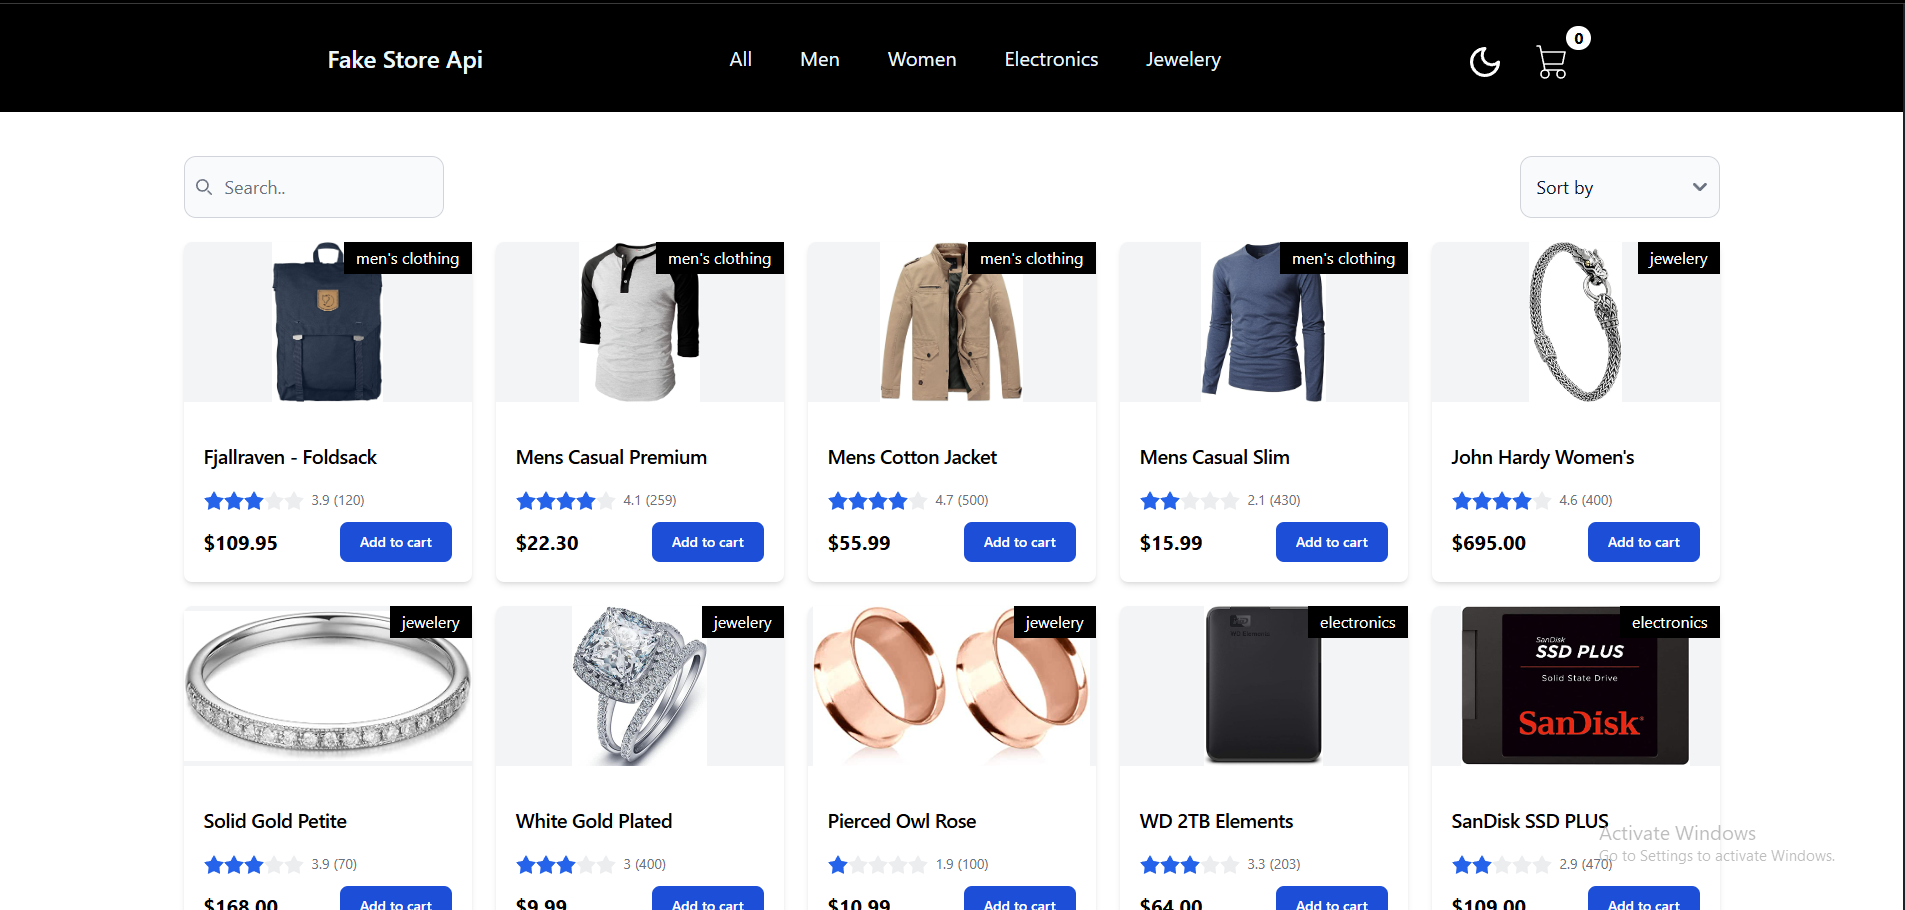 Fake Store Api
All Men Women Electronics Jewelery
0
Search..
Sort by
men's clothing men's clothing men's clothing men's clothing jewelery
Fjallraven - Foldsack Mens Casual Premium Mens Cotton Jacket Mens Casual Slim John Hardy Women's
3.9 (120) 4.1 (259) 4.7 (500) 2.1 (430) 4.6 (400)
$109.95 Add to cart $22.30 Add to cart $55.99 Add to cart $15.99 Add to cart $695.00 Add to cart
jewelery jewelery jewelery electronics electronics
WD
WD Elements
SanDisk
SSD PLUS
Solid State Drive
SanDisk
Solid Gold Petite White Gold Plated Pierced Owl Rose WD 2TB Elements SanDisk SSD PLUS
3.9 (70) 3 (400) 1.9 (100) 3.3 (203) 2.9 (470)
$168.00 Add to cart $9.99 Add to cart $10.99 Add to cart $64.00 Add to cart $109.00 Add to cart
Activate Windows
Go to Settings to activate Windows.